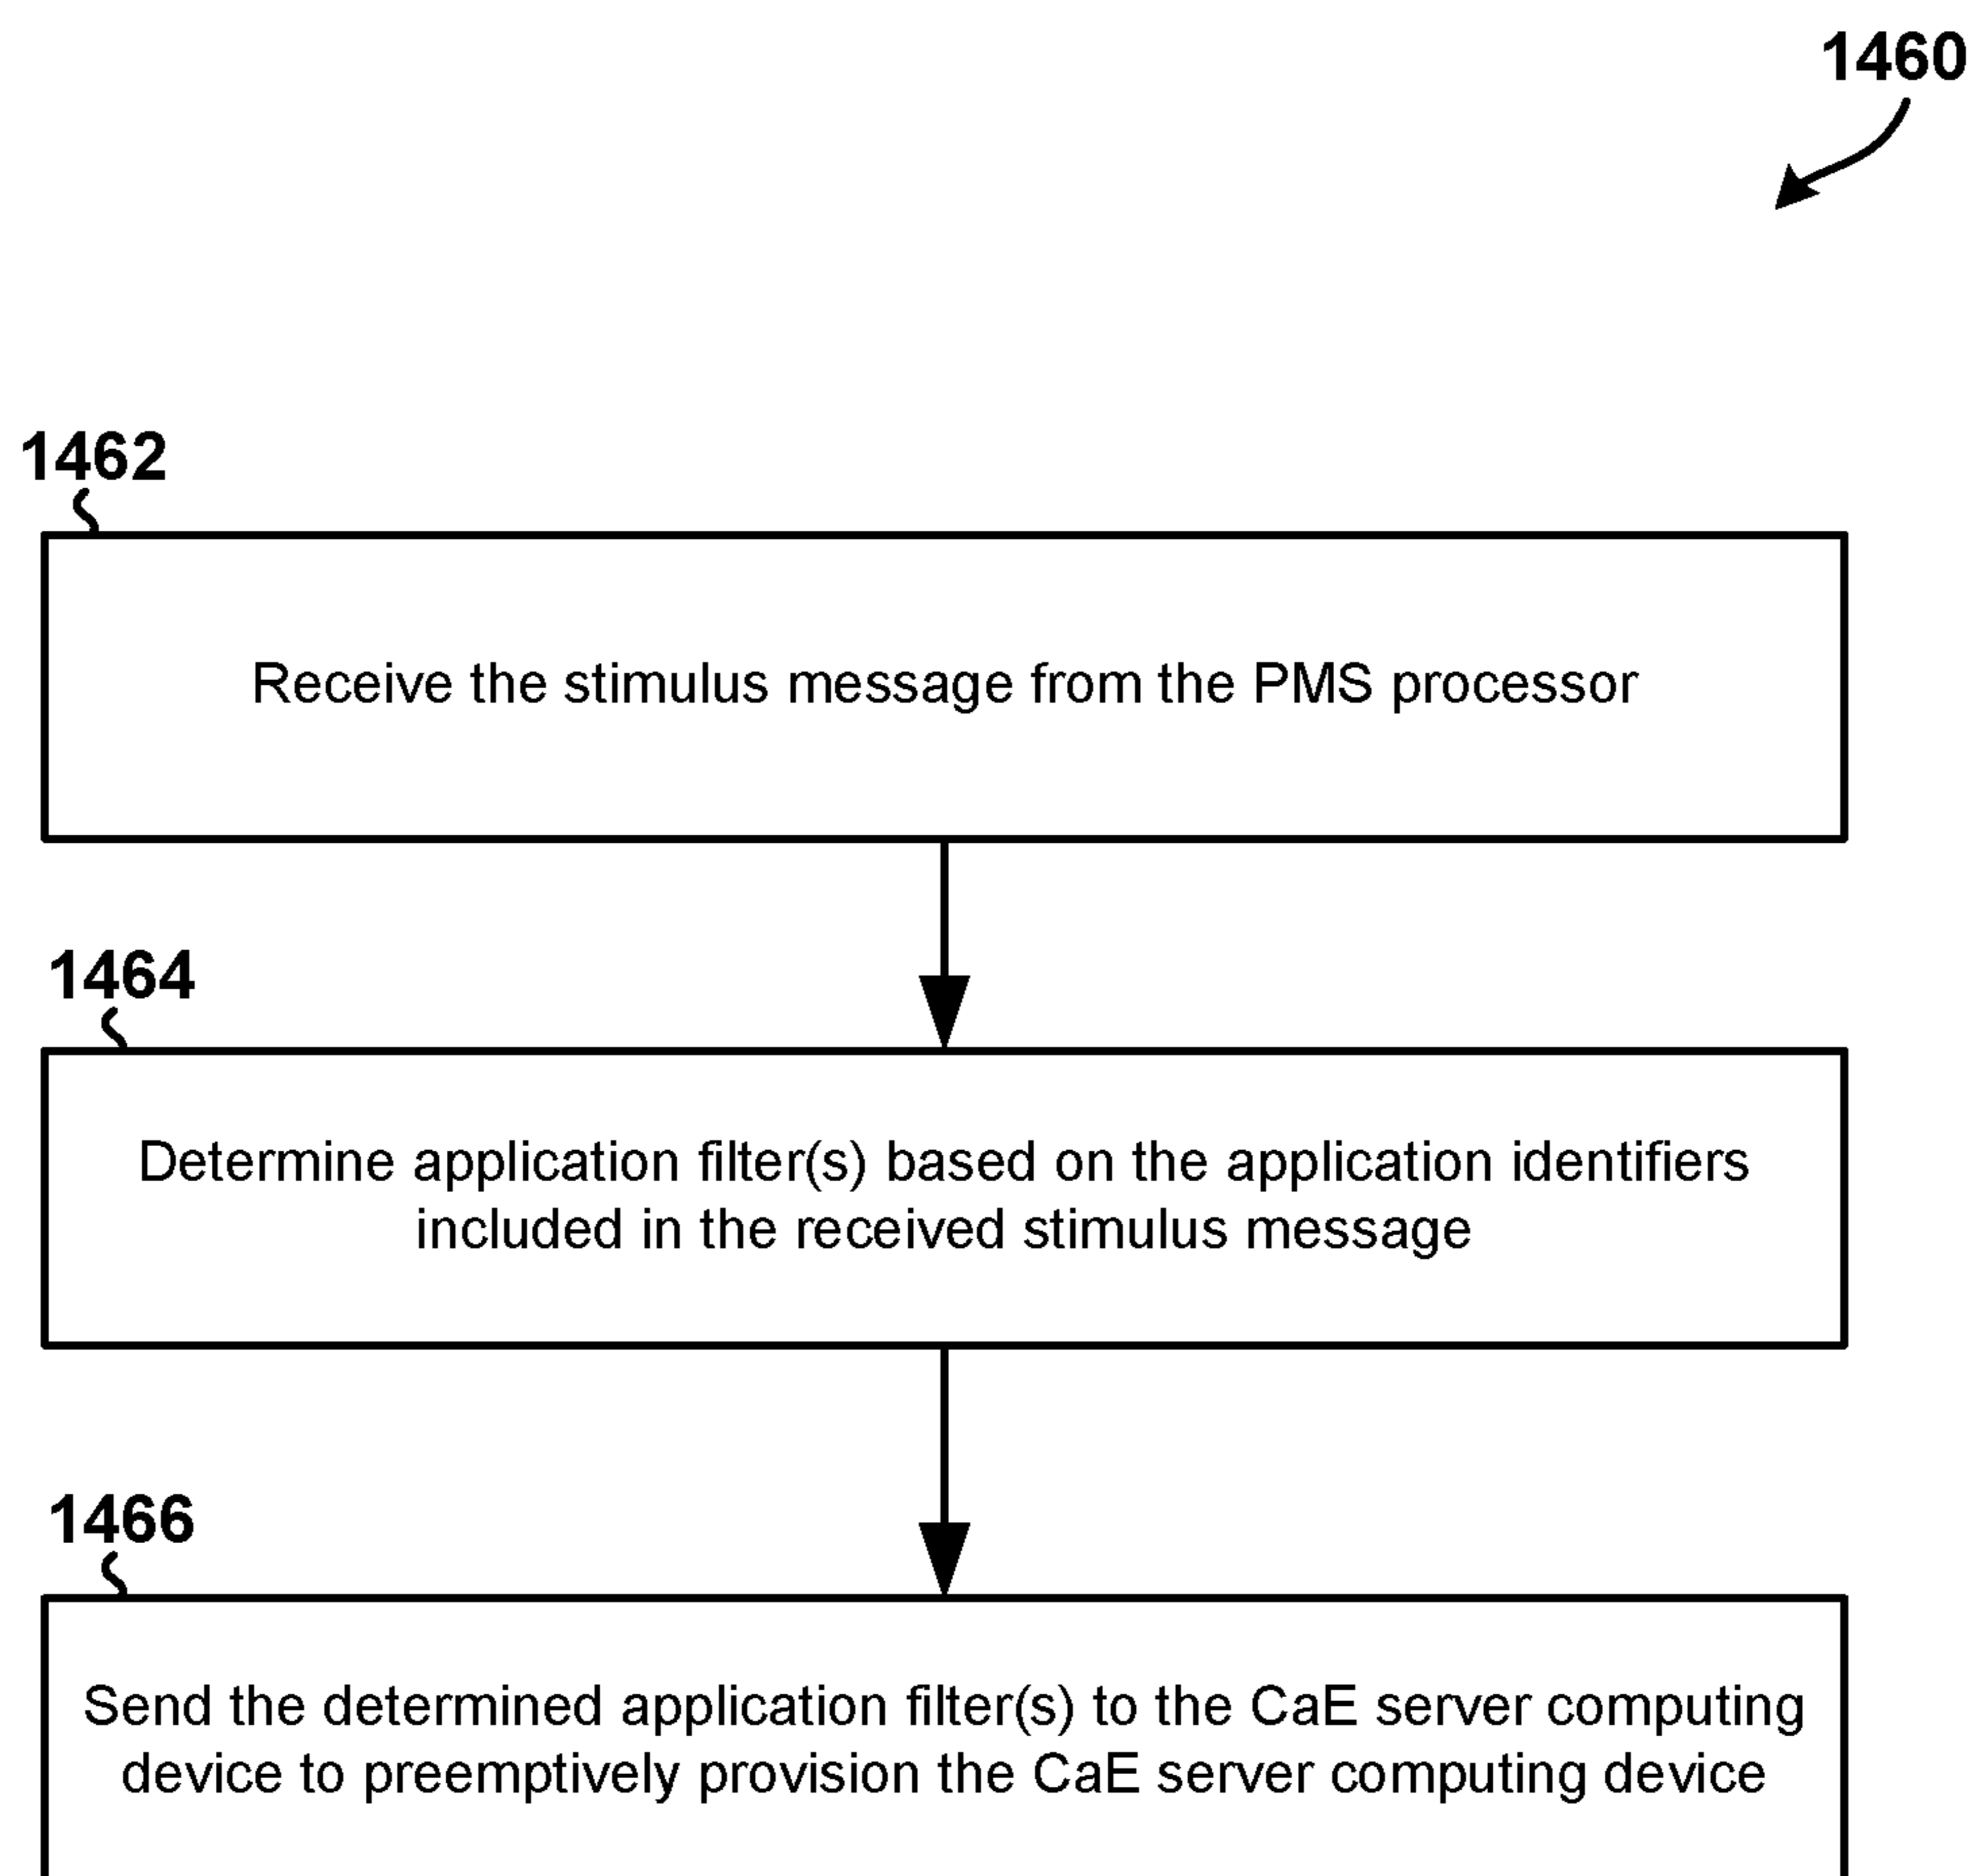 1460
1462
Receive the stimulus message from the PMS processor
1464
Determine application filter(s) based on the application identifiers
included in the received stimulus message
1466
Send the determined application filter(s) to the CaE server computing
device to preemptively provision the CaE server computing device